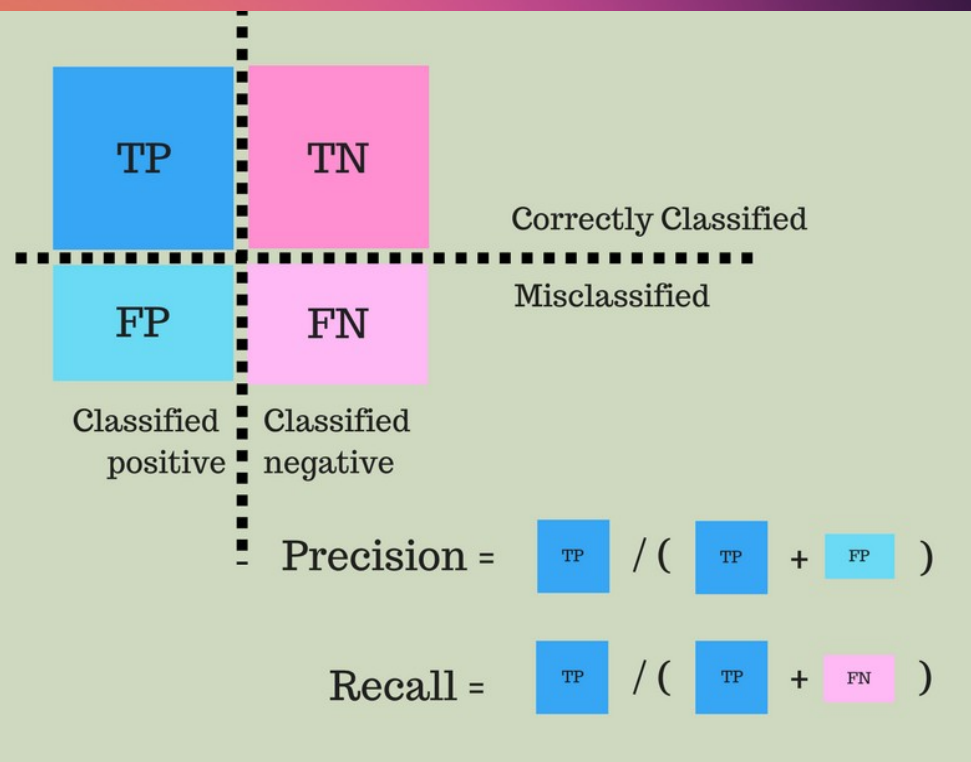 TP TN
Correctly Classified
Misclassified
FP FN
Classified positive
Classified negative
Precision = TP / ( TP + FP )
Recall = TP / ( TP + FN )